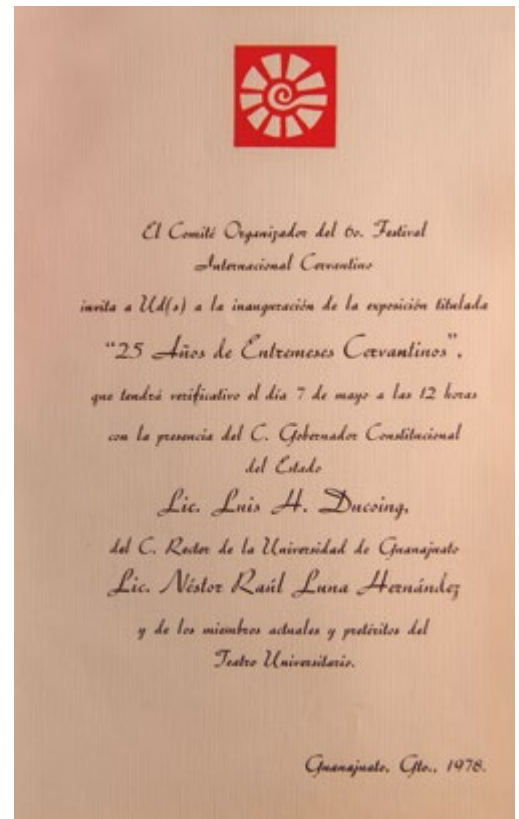 El Comité Organizador del 6o. Festival
Internacional Cervantino
invita a Ud(s) a la inauguración de la exposición titulada
"25 Años de Entremeses Cervantinos",
que tendrá verificativo el día 7 de mayo a las 12 horas
con la presencia del C. Gobernador Constitucional
del Estado
Lic. Luis H. Ducoing,
del C. Rector de la Universidad de Guanajuato
Lic. Néstor Raúl Luna Hernández
y de los miembros actuales y pretéritos del
Teatro Universitario.
Guanajuato, Gto., 1978.